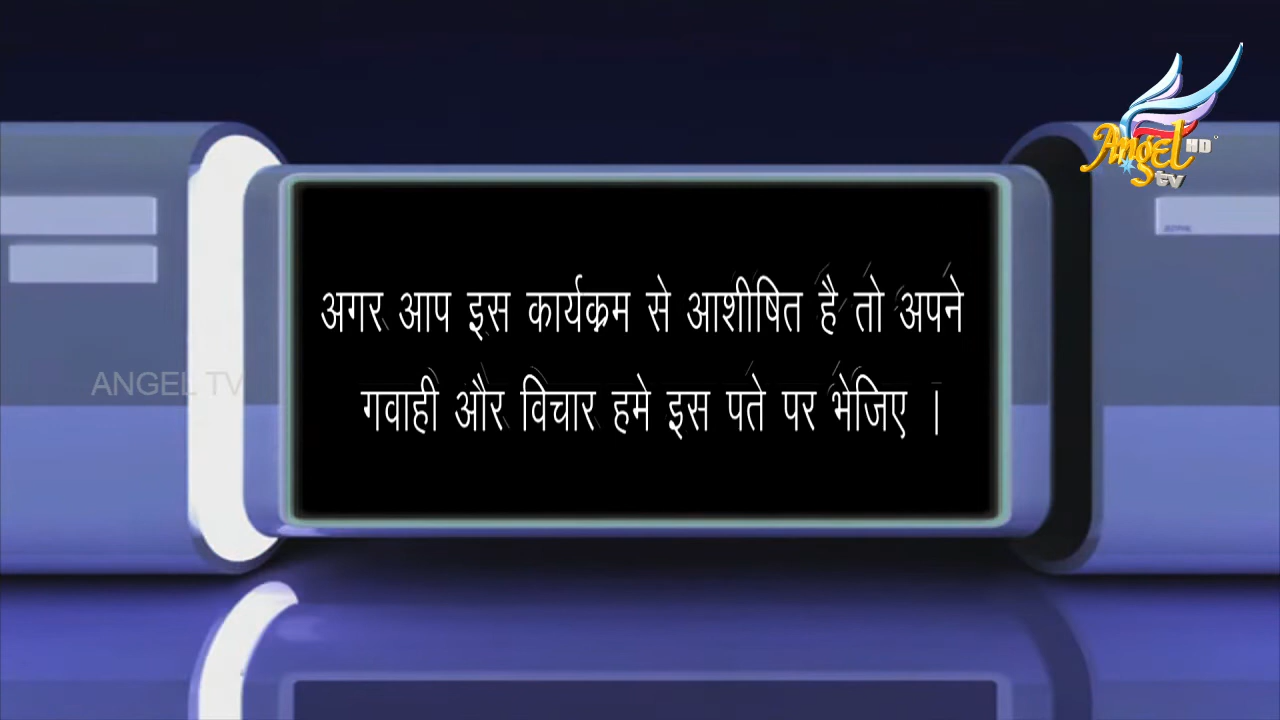 Angel HD
tv
अगर आप इस कार्यक्रम से आशीषित है तो अपने
गवाही और विचार हमे इस पते पर भेजिए |
ANGEL TV